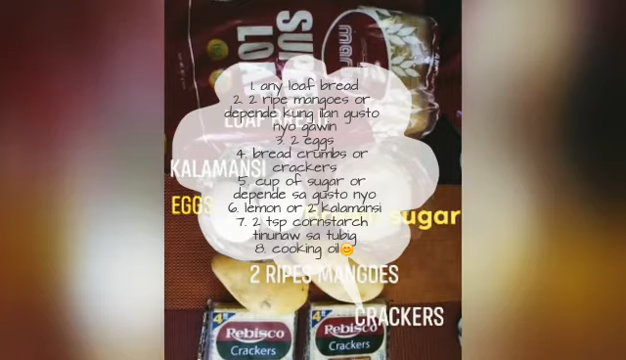 1. any loaf bread
2. 2 ripe mangoes or
depende kung ilan gusto
nyo gawin
3. 2 eggs
4. bread crumbs or
crackers
5. cup of sugar or
depende sa gusto nyo
6. lemon or 2 kalamansi
7. 2 tsp cornstarch
tinunaw sa tubig
8. cooking oil😊
LOAF BREAD
KALAMANSI
EGGS
sugar
2 RIPES MANGOES
CRACKERS
Rebisco
Crackers
Rebisco
Crackers